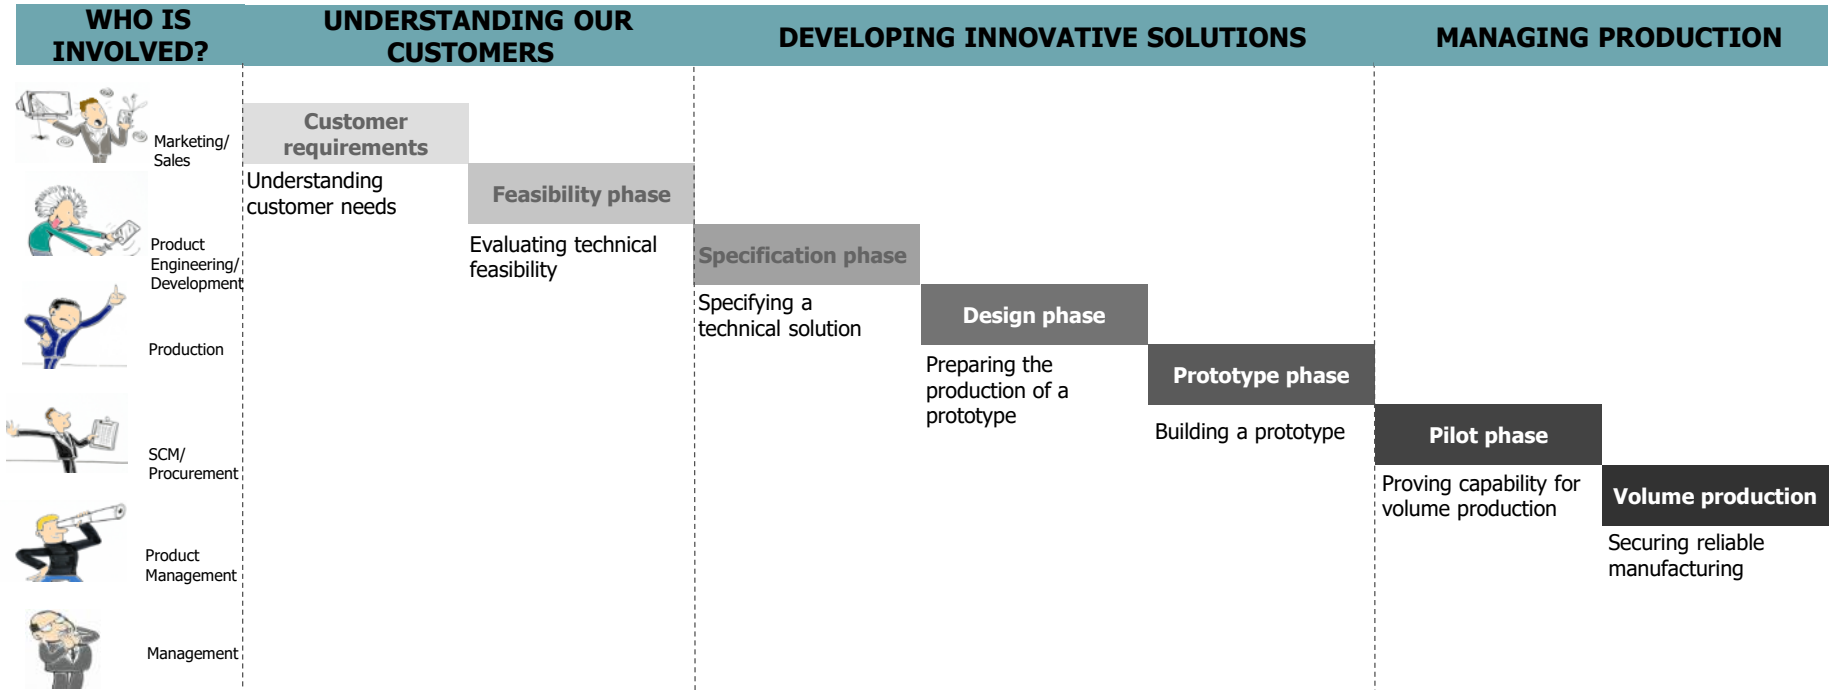 WHO IS
INVOLVED?
UNDERSTANDING OUR
CUSTOMERS
DEVELOPING INNOVATIVE SOLUTIONS
MANAGING PRODUCTION
Marketing/
Sales
Product
Engineering/
Development
Production
SCM/
Procurement
Product
Management
Management
Customer
requirements
Understanding
customer needs
Feasibility phase
Evaluating technical
feasibility
Specification phase
Specifying a
technical solution
Design phase
Preparing the
production of a
prototype
Prototype phase
Building a prototype
Pilot phase
Proving capability for
volume production
Volume production
Securing reliable
manufacturing